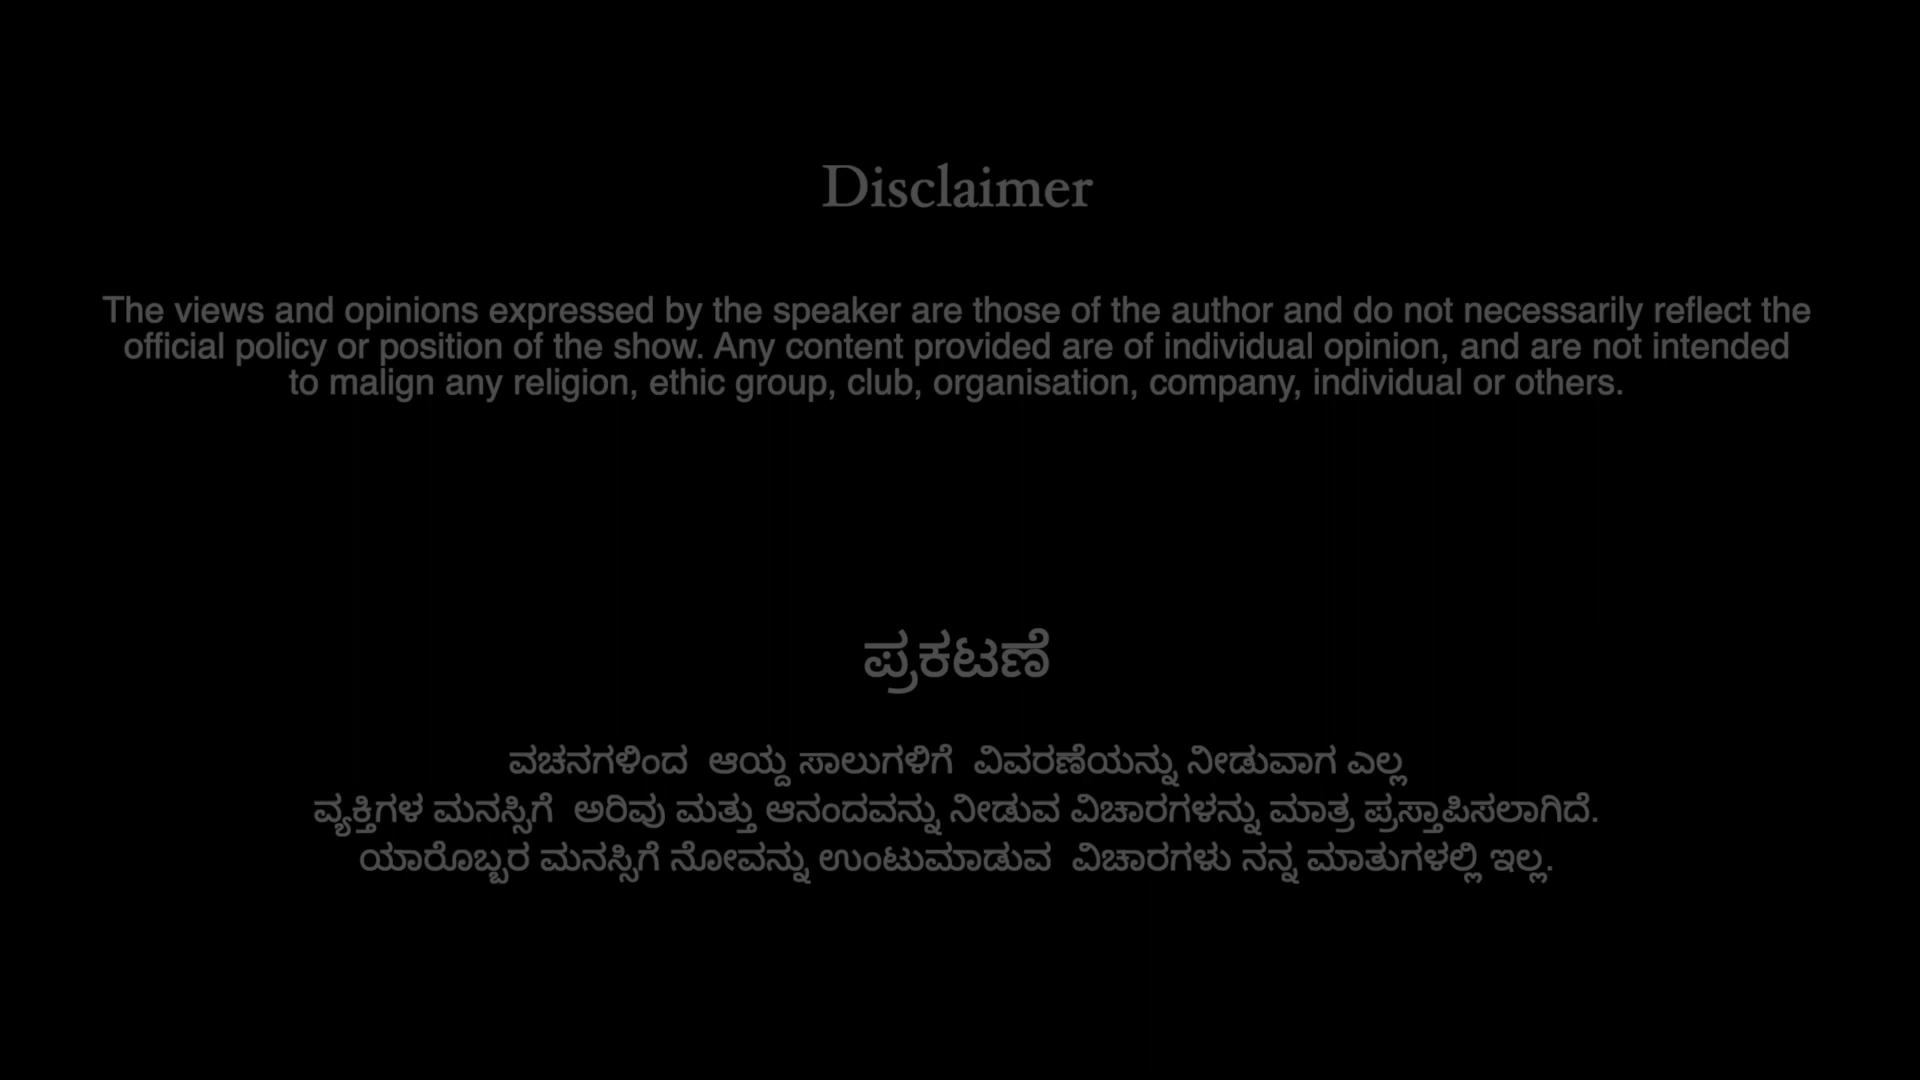 Disclaimer
The views and opinions expressed by the speaker are those of the author and do not necessarily reflect the
official policy or position of the show. Any content provided are of individual opinion, and are not intended
to malign any religion, ethic group, club, organisation, company, individual or others.
ಪ್ರಕಟಣೆ
ವಚನಗಳಿಂದ ಆಯ್ದ ಸಾಲುಗಳಿಗೆ ವಿವರಣೆಯನ್ನು ನೀಡುವಾಗ ಎಲ್ಲ
ವ್ಯಕ್ತಿಗಳ ಮನಸ್ಸಿಗೆ ಅರಿವು ಮತ್ತು ಆನಂದವನ್ನು ನೀಡುವ ವಿಚಾರಗಳನ್ನು ಮಾತ್ರ ಪ್ರಸ್ತಾಪಿಸಲಾಗಿದೆ.
ಯಾರೊಬ್ಬರ ಮನಸ್ಸಿಗೆ ನೋವನ್ನು ಉಂಟುಮಾಡುವ ವಿಚಾರಗಳು ನನ್ನ ಮಾತುಗಳಲ್ಲಿ ಇಲ್ಲ.